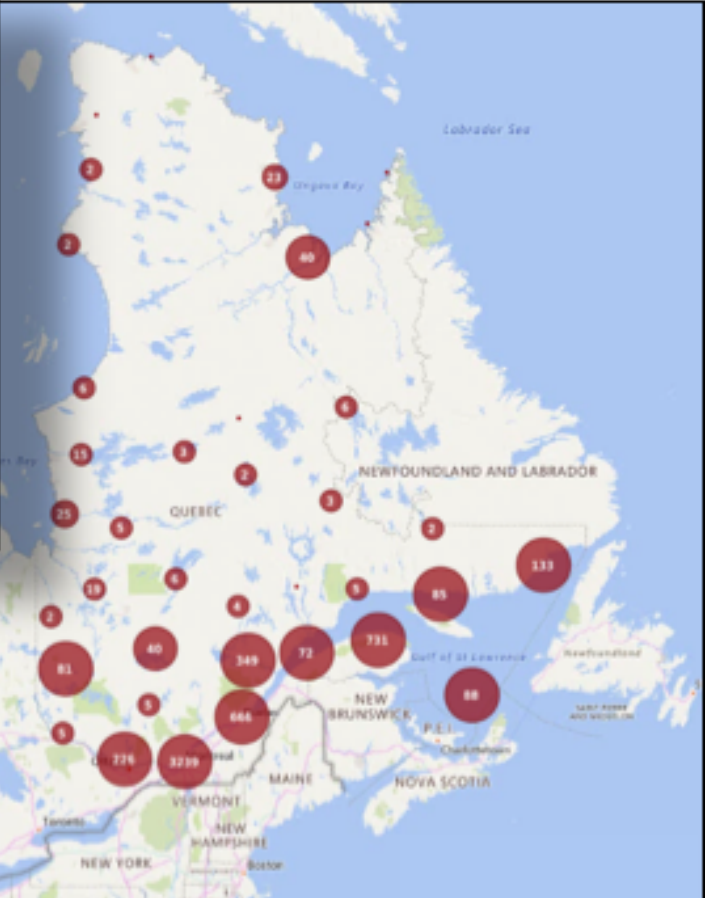 Labrador Sea
2
23
Ungava Bay
2
40
6
6
15
3
2
NEWFOUNDLAND AND LABRADOR
3
25
QUEBEC
5
2
133
6
5
85
19
4
2
731
40
72
349
81
Gulf of St Lawrence
Newfoundland
88
5
666
NEW
BRUNSWICK
P.E.I.
5
Charlottetown
226
3239
MAINE
NOVA SCOTIA
VERMONT
Toronto
NEW
HAMPSHIRE
NEW YORK
Boston